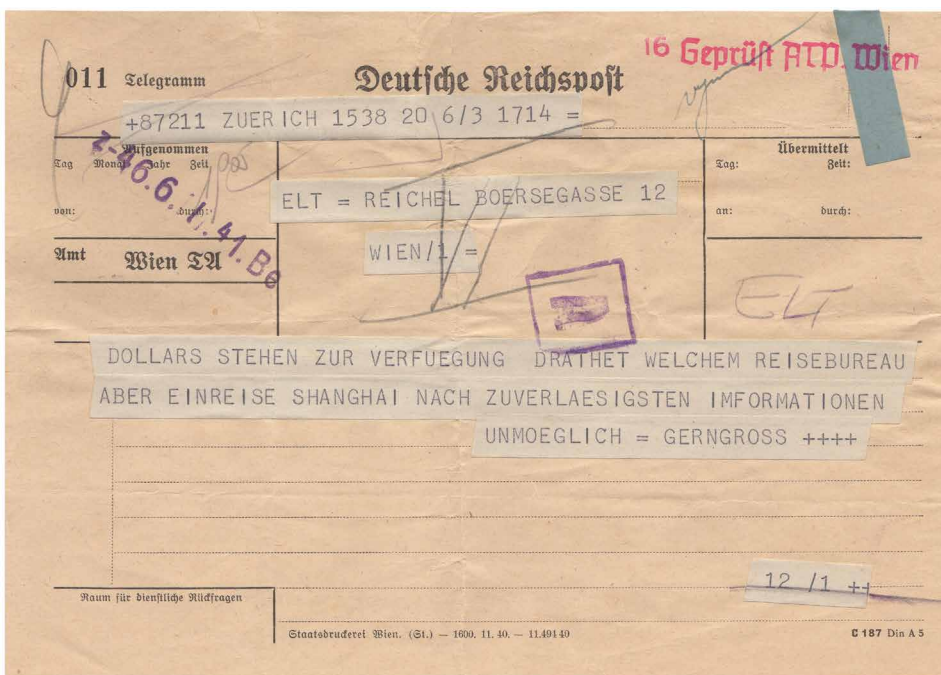 16 Geprüft ATP. Wien
011 Telegramm Deutsche Reichspost
+87211 ZUERICH 1538 20 6/3 1714 =
Aufgenommen
Tag Monat Jahr Zeit
von: durch:
Übermittelt
Tag: Zeit:
an: durch:
ELT = REICHEL BOERSEGASSE 12
WIEN/1 =
Amt Wien TA
ELT
DOLLARS STEHEN ZUR VERFUEGUNG DRATHET WELCHEM REISEBUREAU
ABER EINREISE SHANGHAI NACH ZUVERLAESIGSTEN IMFORMATIONEN
UNMOEGLICH = GERNGROSS ++++
12 /1 ++
Raum für dienstliche Rückfragen
Staatsdruckerei Wien. (St.) — 1600. 11. 40. — 11.494 40
C 187 Din A 5